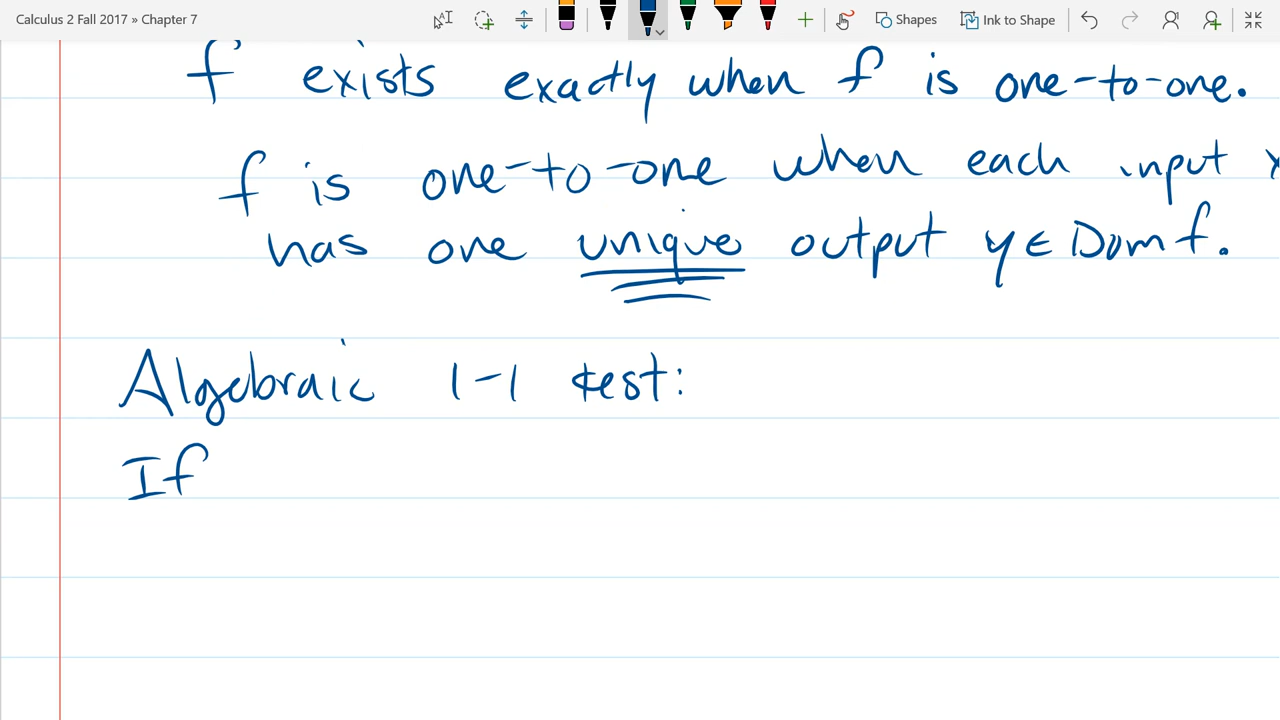 Calculus 2 Fall 2017 » Chapter 7
Shapes
Ink to Shape
exists exactly when f is one-to-one.
f is one-to-one when each input x
has one unique output y ∈ Dom f.
Algebraic 1-1 test:
If